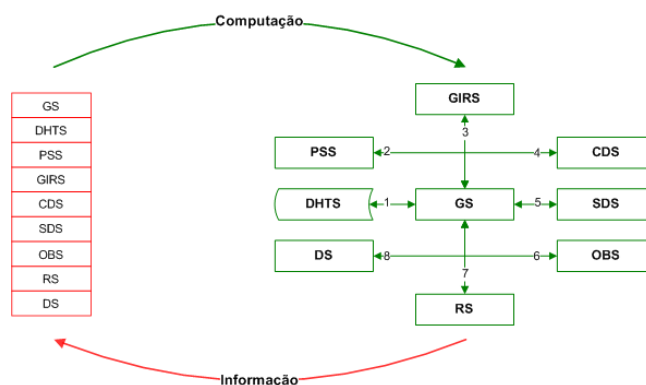 Computação
GS
DHTS
PSS
GIRS
CDS
SDS
OBS
RS
DS
GIRS
3
PSS
2
4
CDS
DHTS
1
GS
5
SDS
DS
8
6
OBS
7
RS
Informação